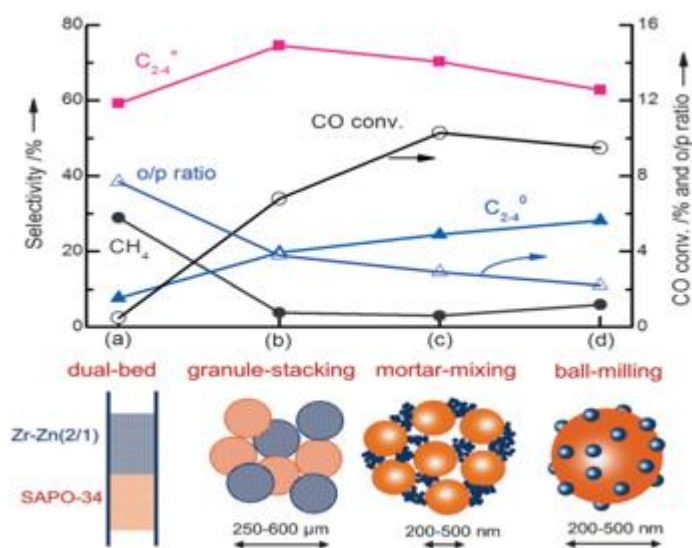 80
60
40
20
0
Selectivity /%
16
12
8
4
0
CO conv. /% and o/p ratio
C2-4=
CO conv.
o/p ratio
C2-40
CH4
(a) (b) (c) (d)
dual-bed granule-stacking mortar-mixing ball-milling
Zr-Zn(2/1)
SAPO-34
250-600 μm 200-500 nm 200-500 nm